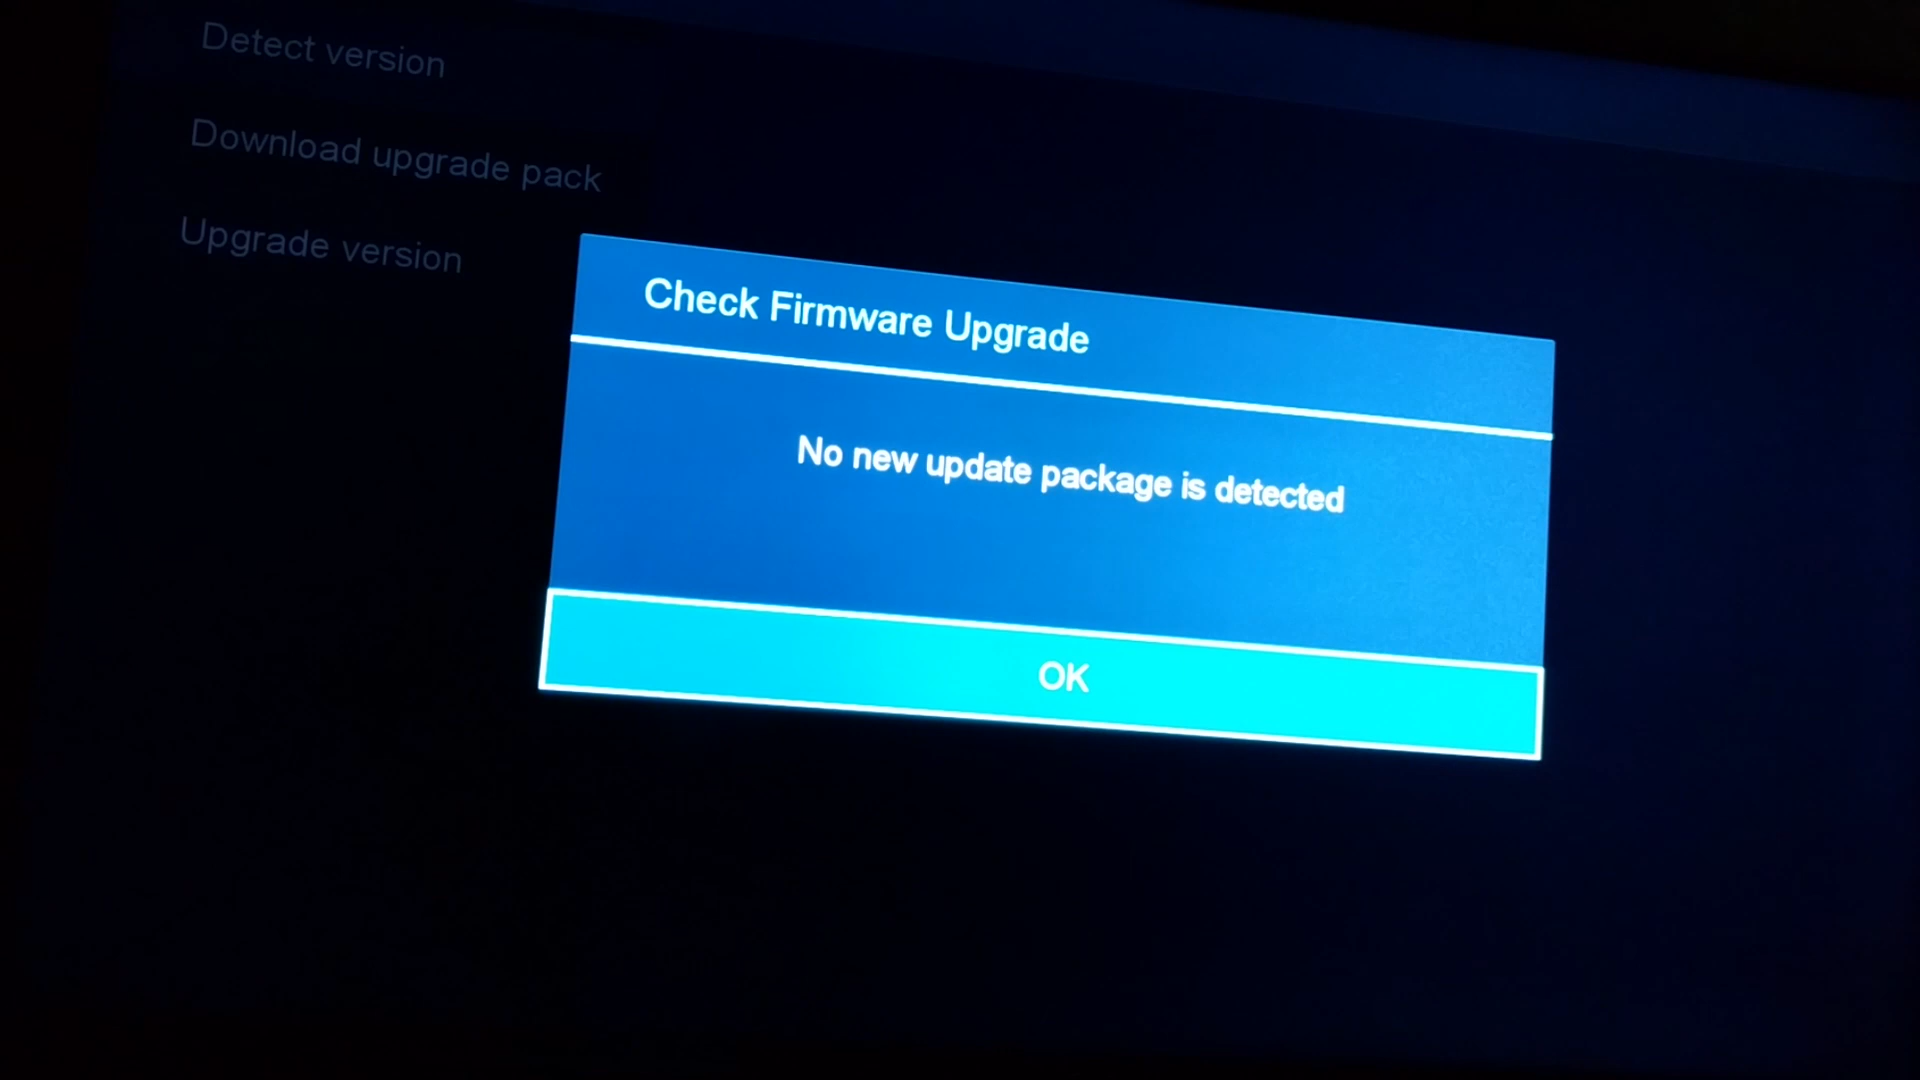 Detect version
Download upgrade pack
Upgrade version
Check Firmware Upgrade
No new update package is detected
OK